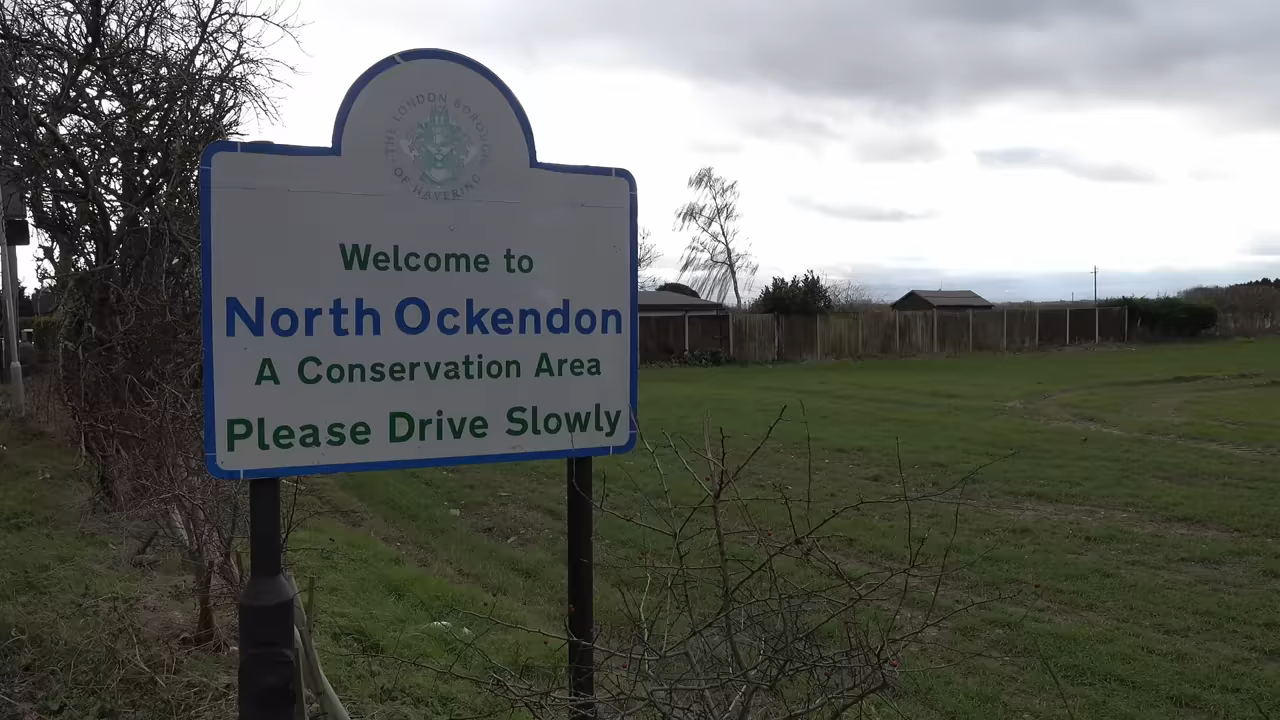 THE LONDON BOROUGH
OF HAVERING
Welcome to
North Ockendon
A Conservation Area
Please Drive Slowly